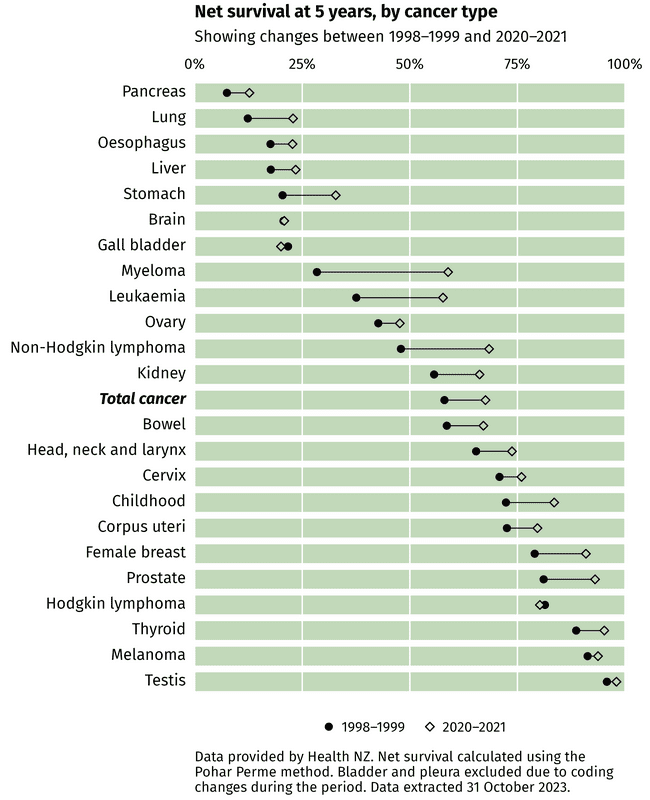 Net survival at 5 years, by cancer type
Showing changes between 1998–1999 and 2020–2021
0% 25% 50% 75% 100%
Pancreas
Lung
Oesophagus
Liver
Stomach
Brain
Gall bladder
Myeloma
Leukaemia
Ovary
Non-Hodgkin lymphoma
Kidney
Total cancer
Bowel
Head, neck and larynx
Cervix
Childhood
Corpus uteri
Female breast
Prostate
Hodgkin lymphoma
Thyroid
Melanoma
Testis
1998–1999 2020–2021
Data provided by Health NZ. Net survival calculated using the
Pohar Perme method. Bladder and pleura excluded due to coding
changes during the period. Data extracted 31 October 2023.